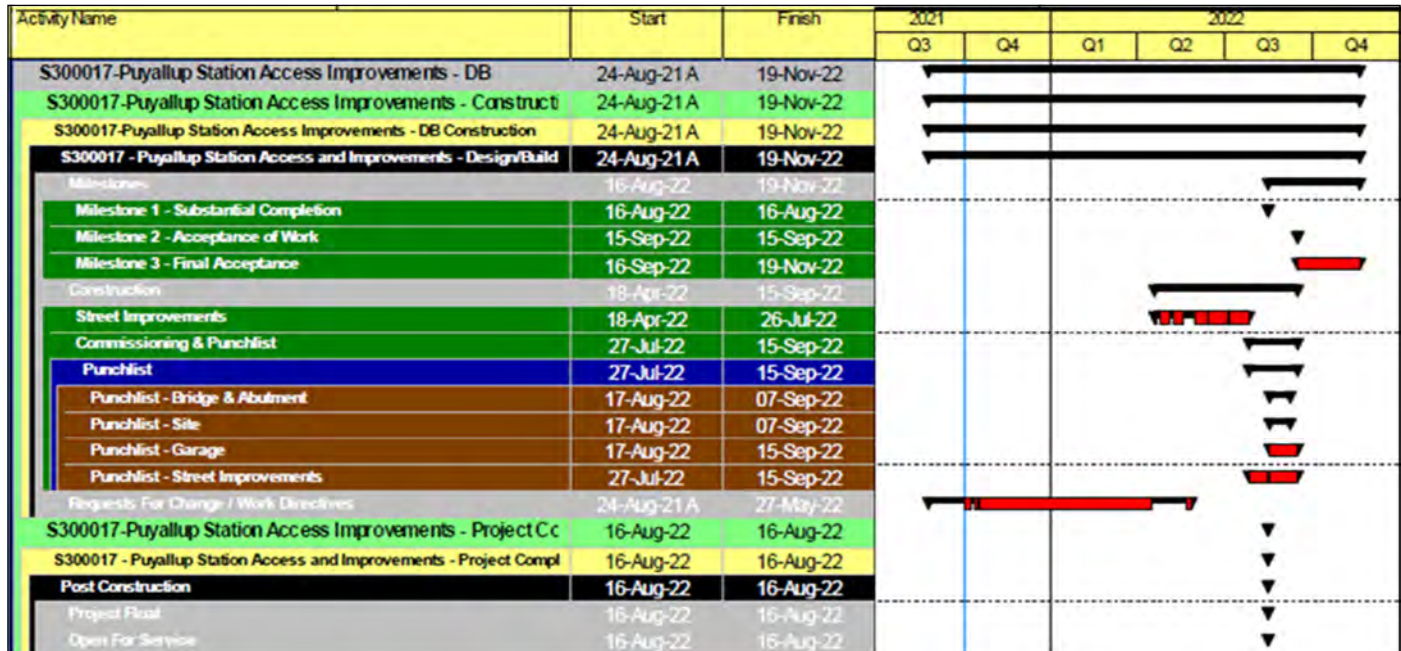 Activity Name Start Finish 2021 2022
Q3 Q4 Q1 Q2 Q3 Q4
S300017-Puyallup Station Access Improvements - DB 24-Aug-21 A 19-Nov-22
S300017-Puyallup Station Access Improvements - Constructi 24-Aug-21 A 19-Nov-22
S300017-Puyallup Station Access Improvements - DB Construction 24-Aug-21 A 19-Nov-22
S300017 - Puyallup Station Access and Improvements - Design/Build 24-Aug-21 A 19-Nov-22
Milestones 16-Aug-22 19-Nov-22
Milestone 1 - Substantial Completion 16-Aug-22 16-Aug-22
Milestone 2 - Acceptance of Work 15-Sep-22 15-Sep-22
Milestone 3 - Final Acceptance 16-Sep-22 19-Nov-22
Construction 18-Apr-22 15-Sep-22
Street Improvements 18-Apr-22 26-Jul-22
Commissioning & Punchlist 27-Jul-22 15-Sep-22
Punchlist 27-Jul-22 15-Sep-22
Punchlist - Bridge & Abutment 17-Aug-22 07-Sep-22
Punchlist - Site 17-Aug-22 07-Sep-22
Punchlist - Garage 17-Aug-22 15-Sep-22
Punchlist - Street Improvements 27-Jul-22 15-Sep-22
Requests For Change / Work Directives 24-Aug-21 A 27-May-22
S300017-Puyallup Station Access Improvements - Project Cc 16-Aug-22 16-Aug-22
S300017 - Puyallup Station Access and Improvements - Project Compl 16-Aug-22 16-Aug-22
Post Construction 16-Aug-22 16-Aug-22
Project Float 16-Aug-22 16-Aug-22
Open For Service 16-Aug-22 16-Aug-22